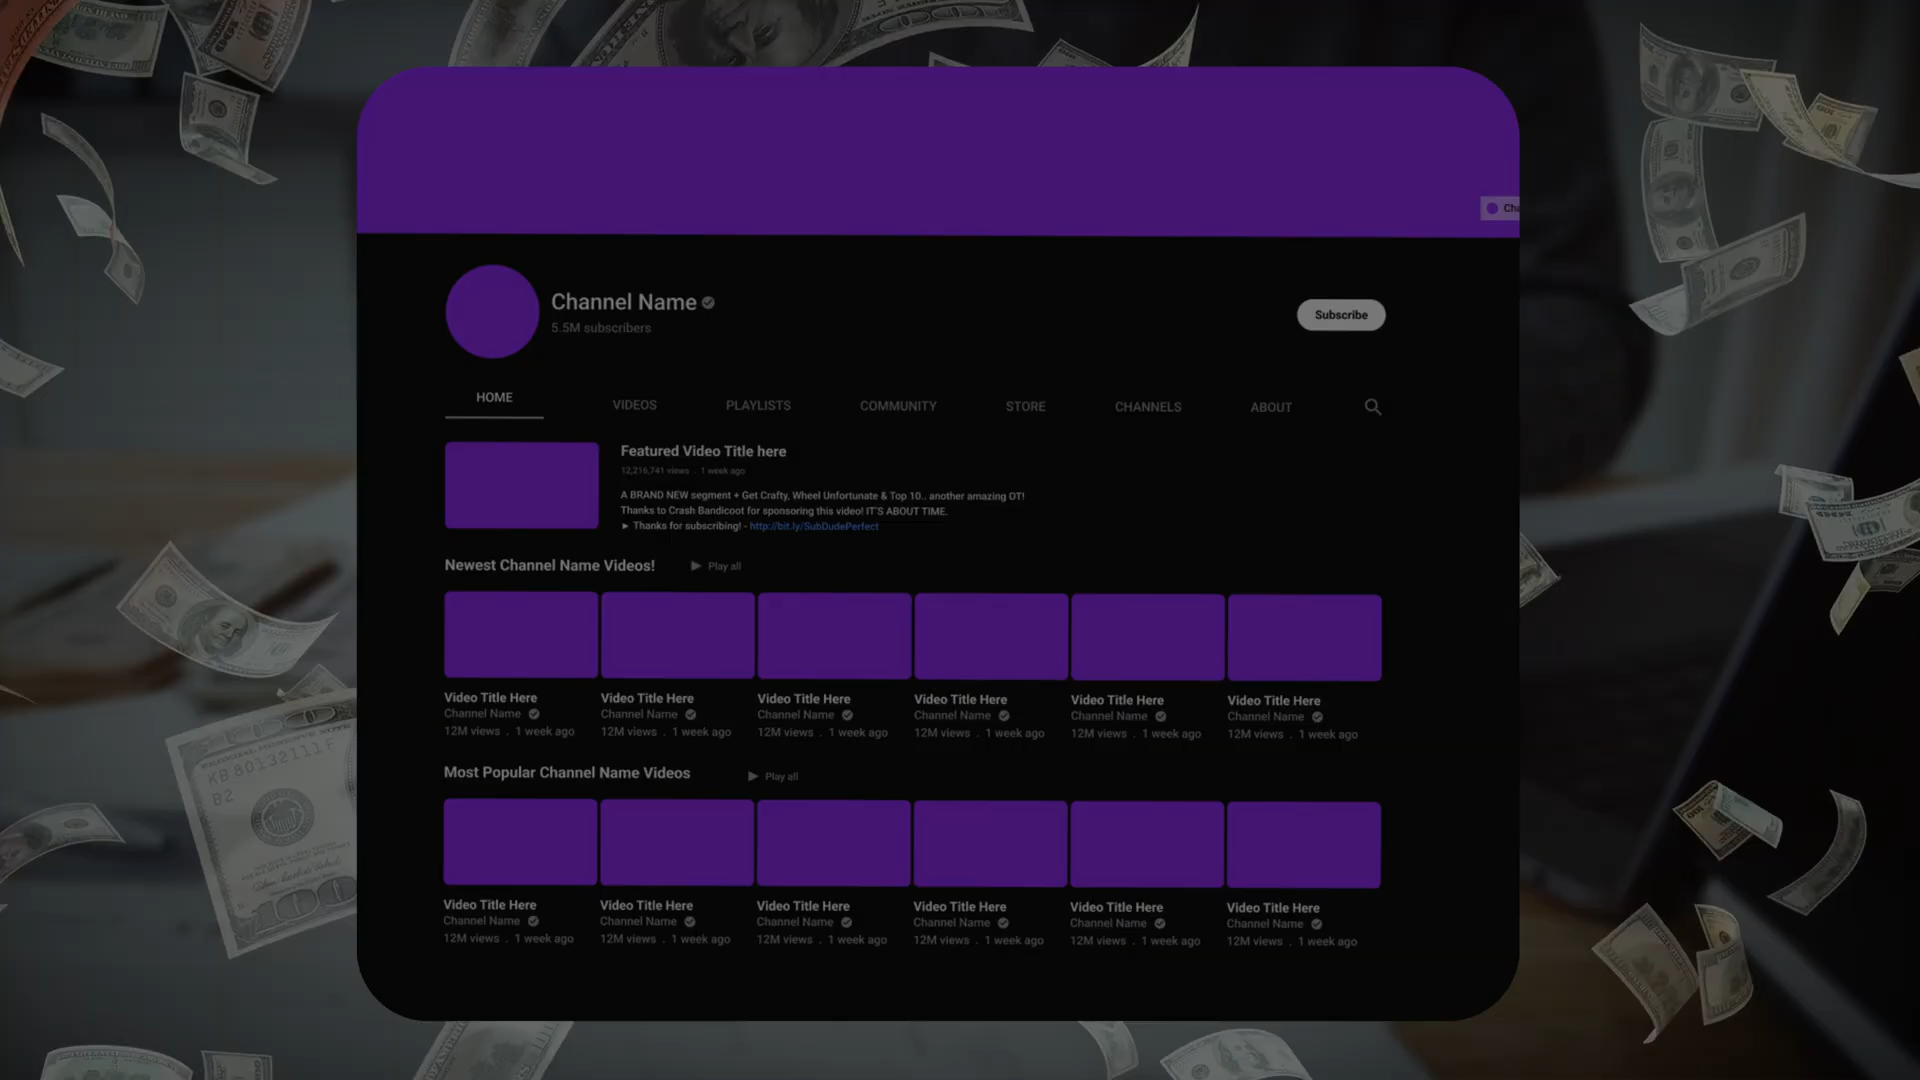 Cha
Channel Name
5.5M subscribers
Subscribe
HOME VIDEOS PLAYLISTS COMMUNITY STORE CHANNELS ABOUT
Featured Video Title here
12,216,741 views . 1 week ago
A BRAND NEW segment + Get Crafty, Wheel Unfortunate & Top 10.. another amazing OT!
Thanks to Crash Bandicoot for sponsoring this video! IT'S ABOUT TIME.
► Thanks for subscribing! - http://bit.ly/SubDudePerfect
Newest Channel Name Videos! ▶ Play all
Video Title Here Video Title Here Video Title Here Video Title Here Video Title Here Video Title Here
Channel Name Channel Name Channel Name Channel Name Channel Name Channel Name
12M views . 1 week ago 12M views . 1 week ago 12M views . 1 week ago 12M views . 1 week ago 12M views . 1 week ago 12M views . 1 week ago
Most Popular Channel Name Videos ▶ Play all
Video Title Here Video Title Here Video Title Here Video Title Here Video Title Here Video Title Here
Channel Name Channel Name Channel Name Channel Name Channel Name Channel Name
12M views . 1 week ago 12M views . 1 week ago 12M views . 1 week ago 12M views . 1 week ago 12M views . 1 week ago 12M views . 1 week ago
KB 80132111 F
B2
100